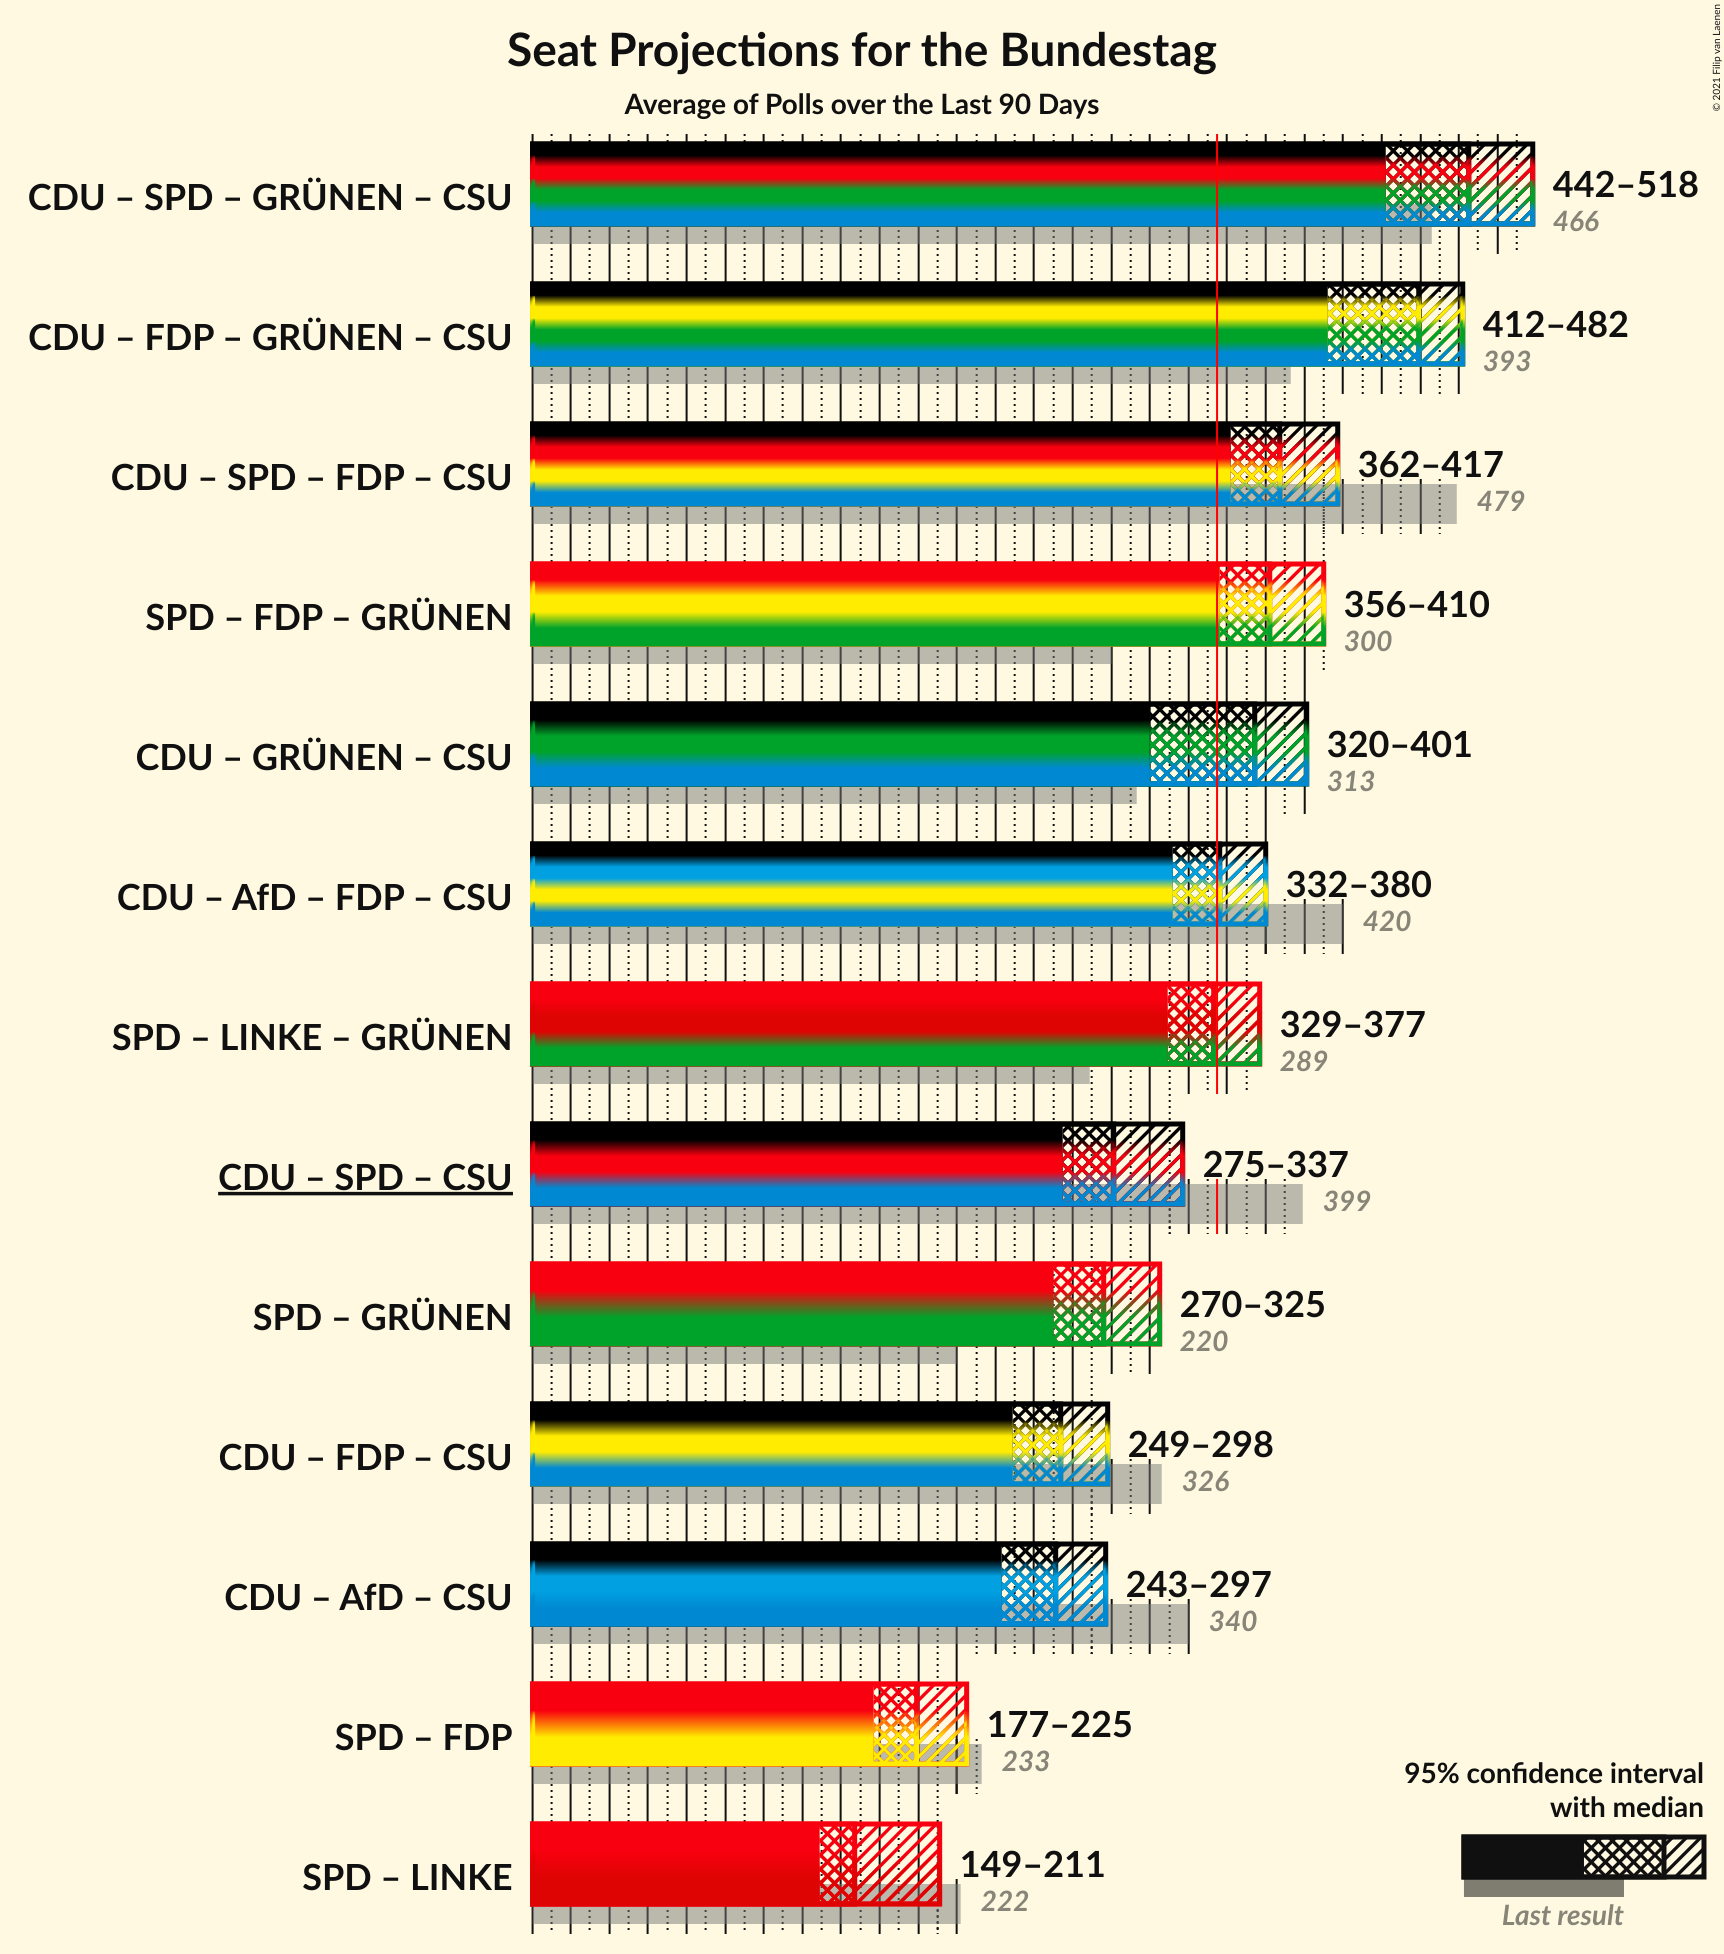 © 2021 Filip van Laenen
Seat Projections for the Bundestag
Average of Polls over the Last 90 Days
CDU – SPD – GRÜNEN – CSU
442–518
466
CDU – FDP – GRÜNEN – CSU
412–482
393
CDU – SPD – FDP – CSU
362–417
479
SPD – FDP – GRÜNEN
356–410
300
CDU – GRÜNEN – CSU
320–401
313
CDU – AfD – FDP – CSU
332–380
420
SPD – LINKE – GRÜNEN
329–377
289
CDU – SPD – CSU
275–337
399
SPD – GRÜNEN
270–325
220
CDU – FDP – CSU
249–298
326
CDU – AfD – CSU
243–297
340
SPD – FDP
177–225
233
SPD – LINKE
149–211
222
95% confidence interval
with median
Last result